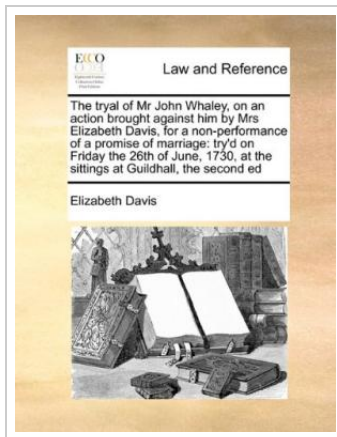 ECCO
Law and Reference
The tryal of Mr John Whaley, on an
action brought against him by Mrs
Elizabeth Davis, for a non-performance
of a promise of marriage: try'd on
Friday the 26th of June, 1730, at the
sittings at Guildhall, the second ed
Elizabeth Davis